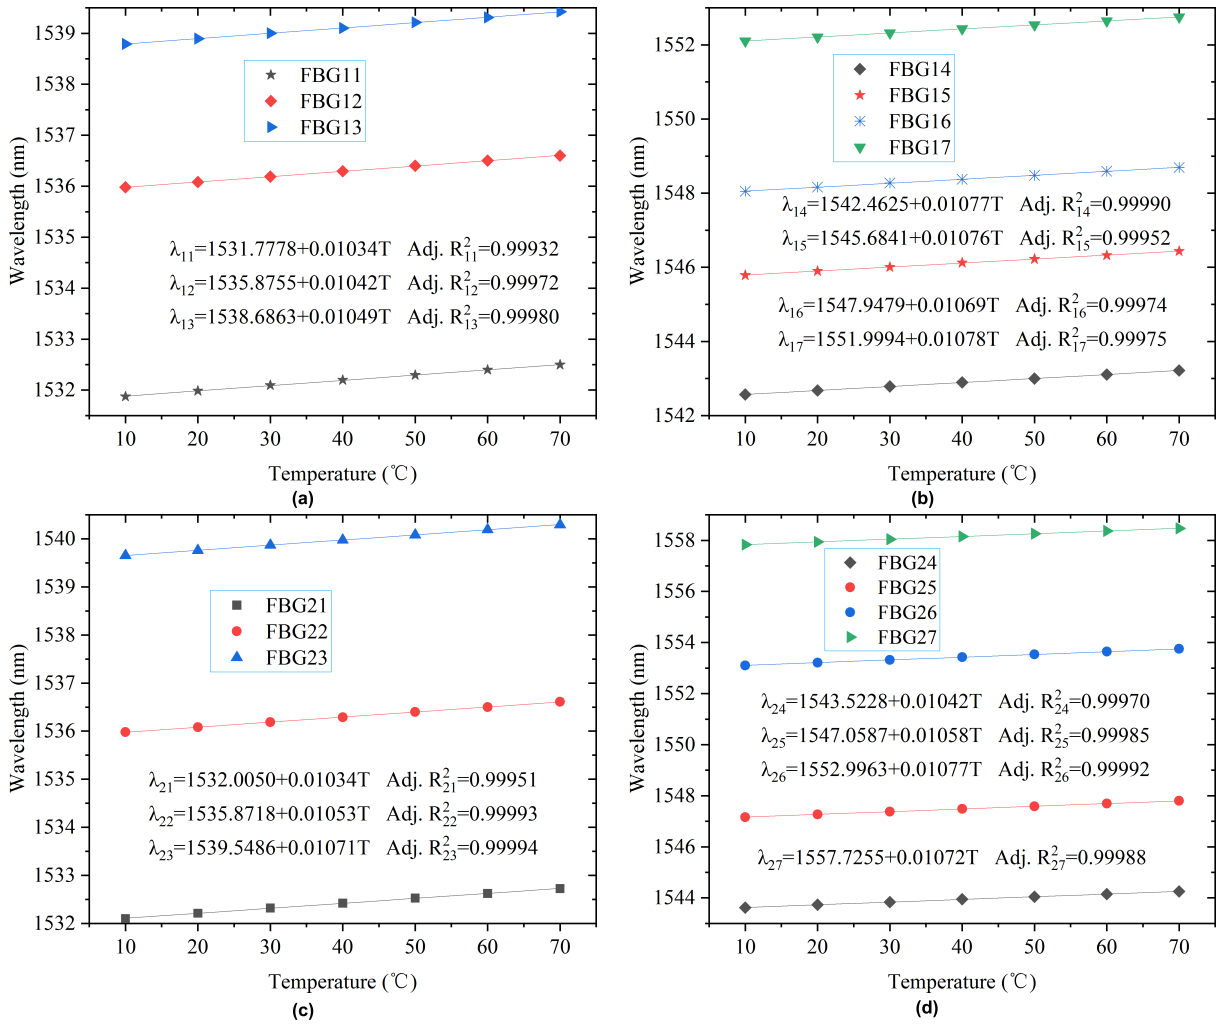 1539
1538
1537
1536
1535
1534
1533
1532
Wavelength (nm)
FBG11
FBG12
FBG13
λ11=1531.7778+0.01034T Adj. R²11=0.99932
λ12=1535.8755+0.01042T Adj. R²12=0.99972
λ13=1538.6863+0.01049T Adj. R²13=0.99980
10 20 30 40 50 60 70
Temperature (℃)
(a)
1552
1550
1548
1546
1544
1542
Wavelength (nm)
FBG14
FBG15
FBG16
FBG17
λ14=1542.4625+0.01077T Adj. R²14=0.99990
λ15=1545.6841+0.01076T Adj. R²15=0.99952
λ16=1547.9479+0.01069T Adj. R²16=0.99974
λ17=1551.9994+0.01078T Adj. R²17=0.99975
10 20 30 40 50 60 70
Temperature (℃)
(b)
1540
1539
1538
1537
1536
1535
1534
1533
1532
Wavelength (nm)
FBG21
FBG22
FBG23
λ21=1532.0050+0.01034T Adj. R²21=0.99951
λ22=1535.8718+0.01053T Adj. R²22=0.99993
λ23=1539.5486+0.01071T Adj. R²23=0.99994
10 20 30 40 50 60 70
Temperature (℃)
(c)
1558
1556
1554
1552
1550
1548
1546
1544
Wavelength (nm)
FBG24
FBG25
FBG26
FBG27
λ24=1543.5228+0.01042T Adj. R²24=0.99970
λ25=1547.0587+0.01058T Adj. R²25=0.99985
λ26=1552.9963+0.01077T Adj. R²26=0.99992
λ27=1557.7255+0.01072T Adj. R²27=0.99988
10 20 30 40 50 60 70
Temperature (℃)
(d)